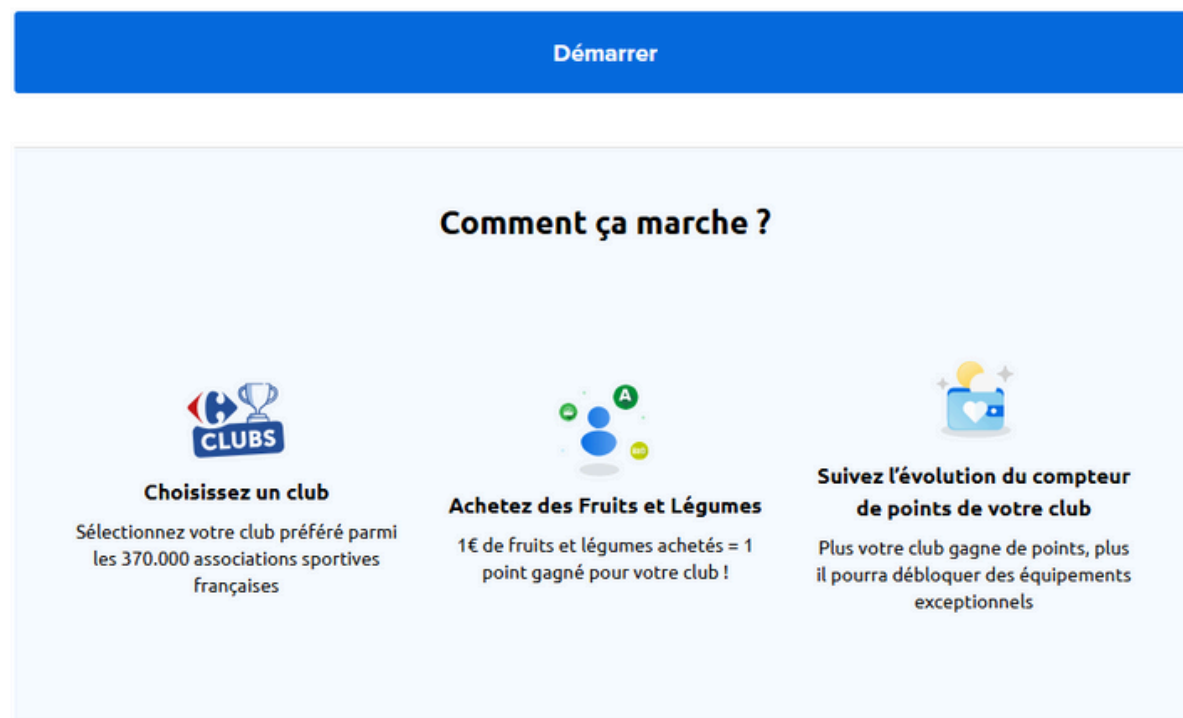 Démarrer
Comment ça marche ?
CLUBS
Choisissez un club
Sélectionnez votre club préféré parmi
les 370.000 associations sportives
françaises
A
Achetez des Fruits et Légumes
1€ de fruits et légumes achetés = 1
point gagné pour votre club !
Suivez l’évolution du compteur
de points de votre club
Plus votre club gagne de points, plus
il pourra débloquer des équipements
exceptionnels